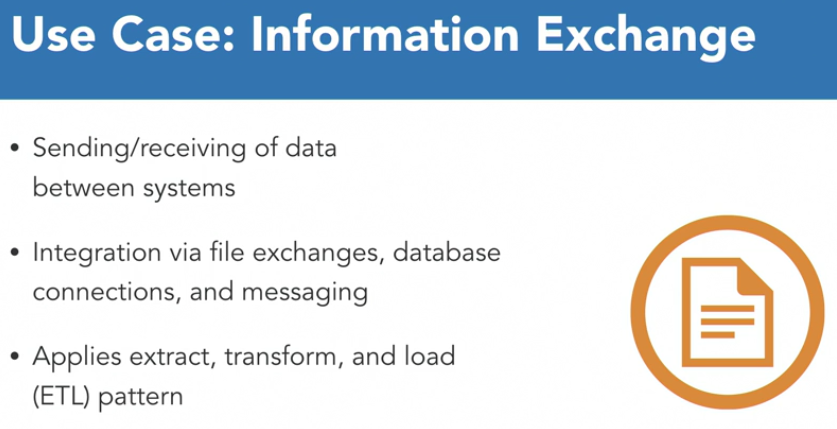 Use Case: Information Exchange
• Sending/receiving of data
between systems
• Integration via file exchanges, database
connections, and messaging
• Applies extract, transform, and load
(ETL) pattern